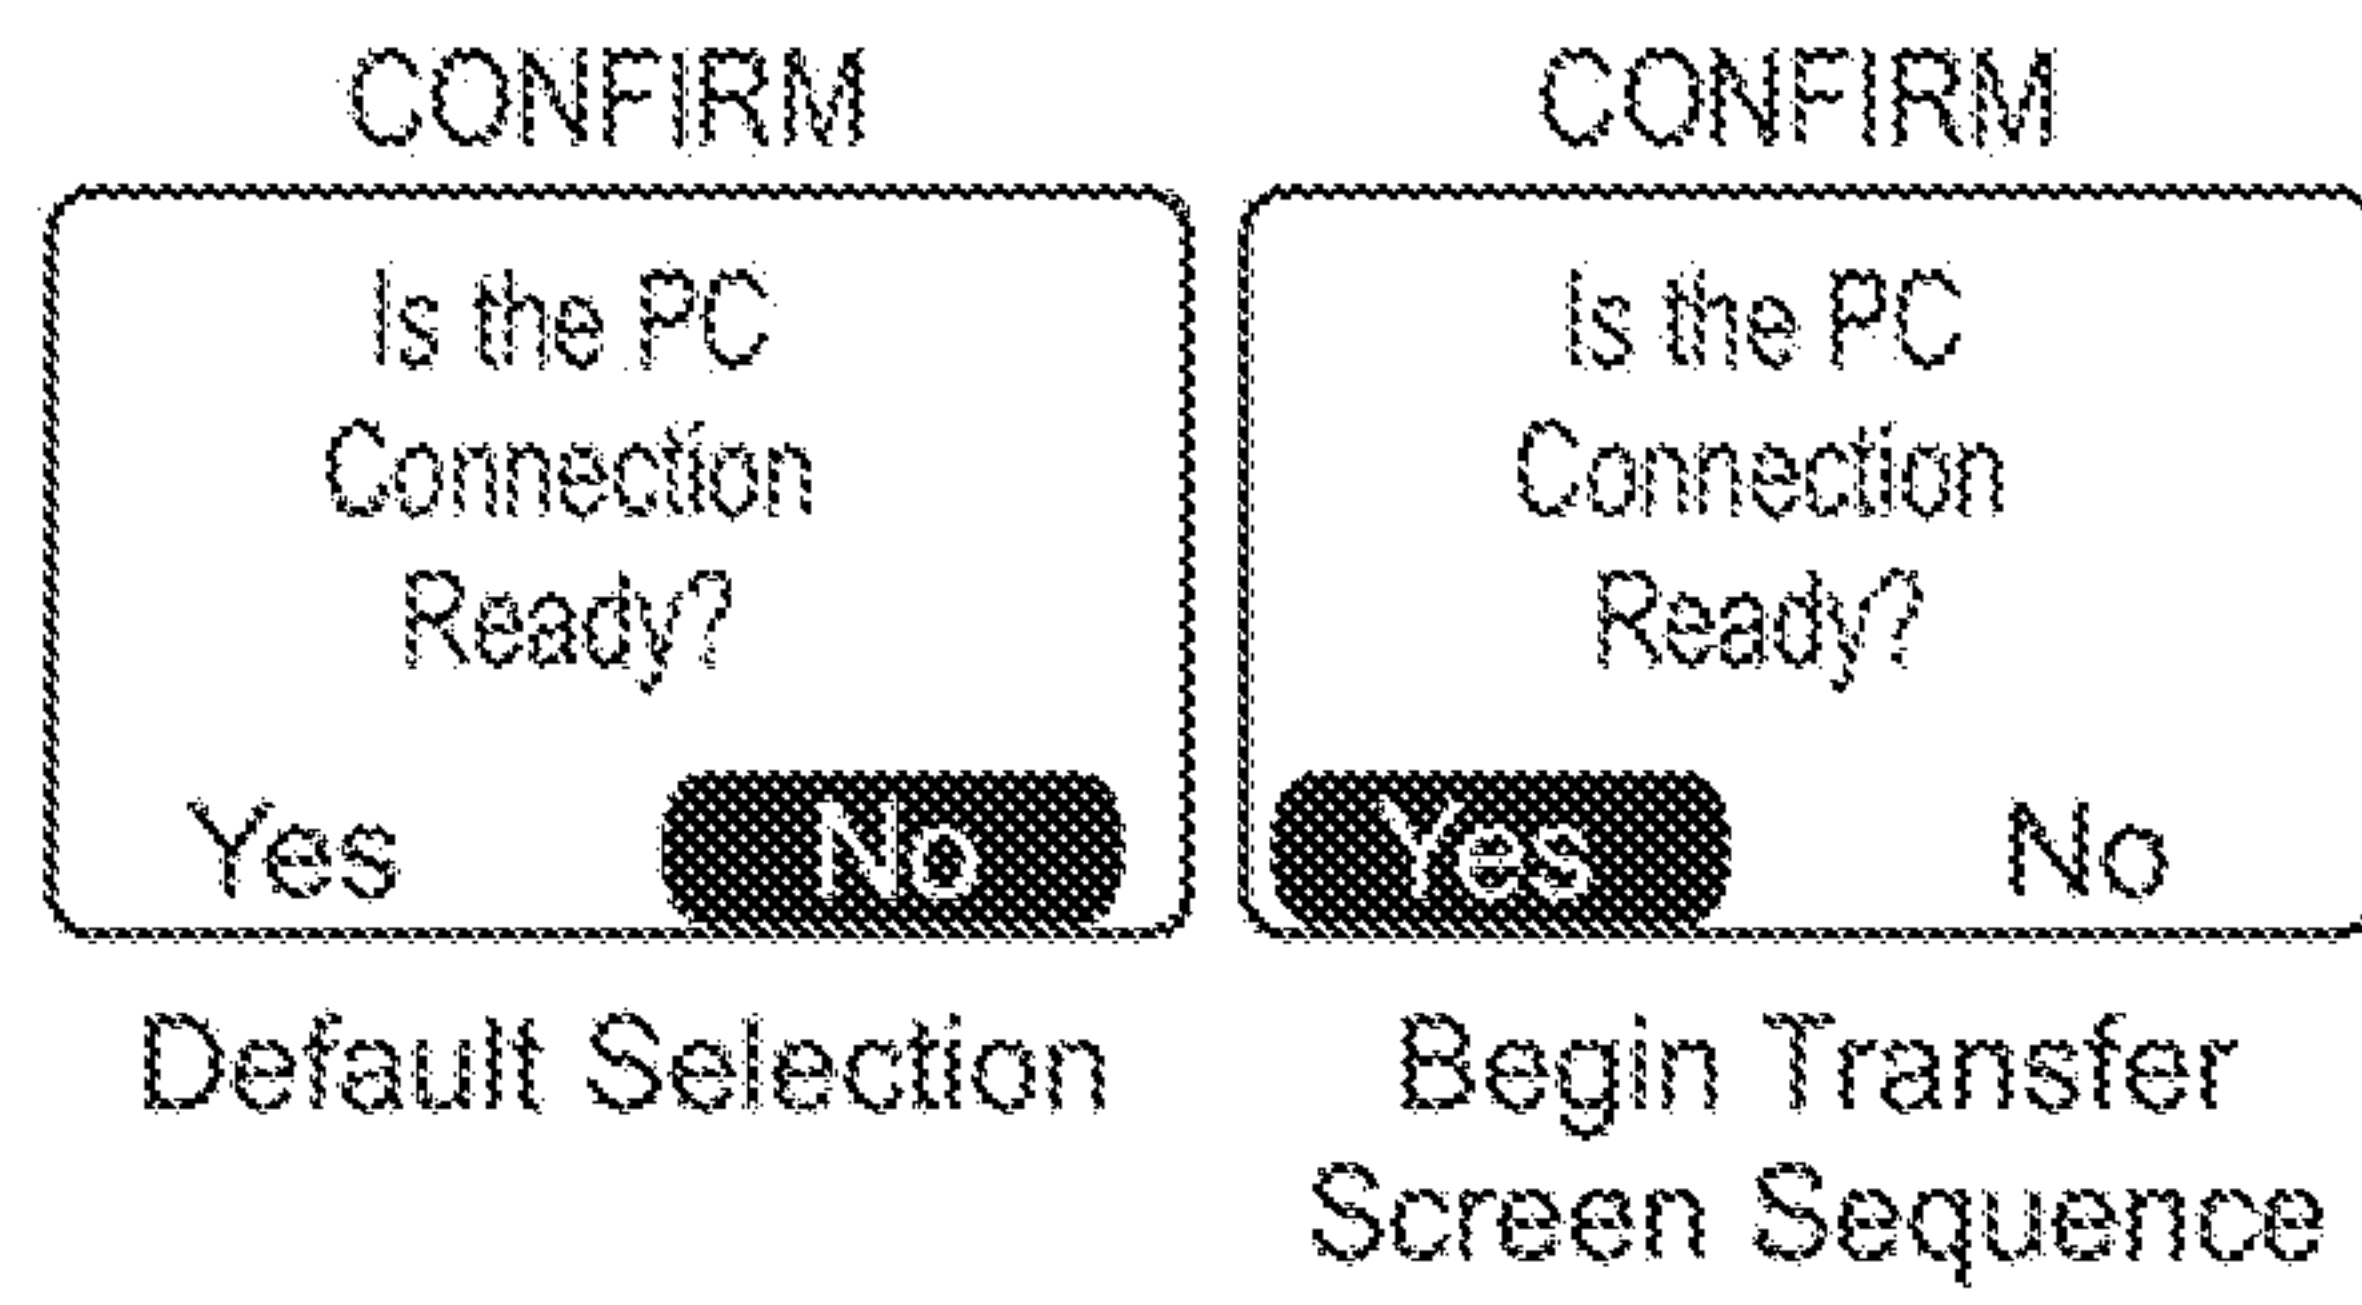 CONFIRM
Is the PC
Connection
Ready?
Yes No
Default Selection
CONFIRM
Is the PC
Connection
Ready?
Yes No
Begin Transfer
Screen Sequence